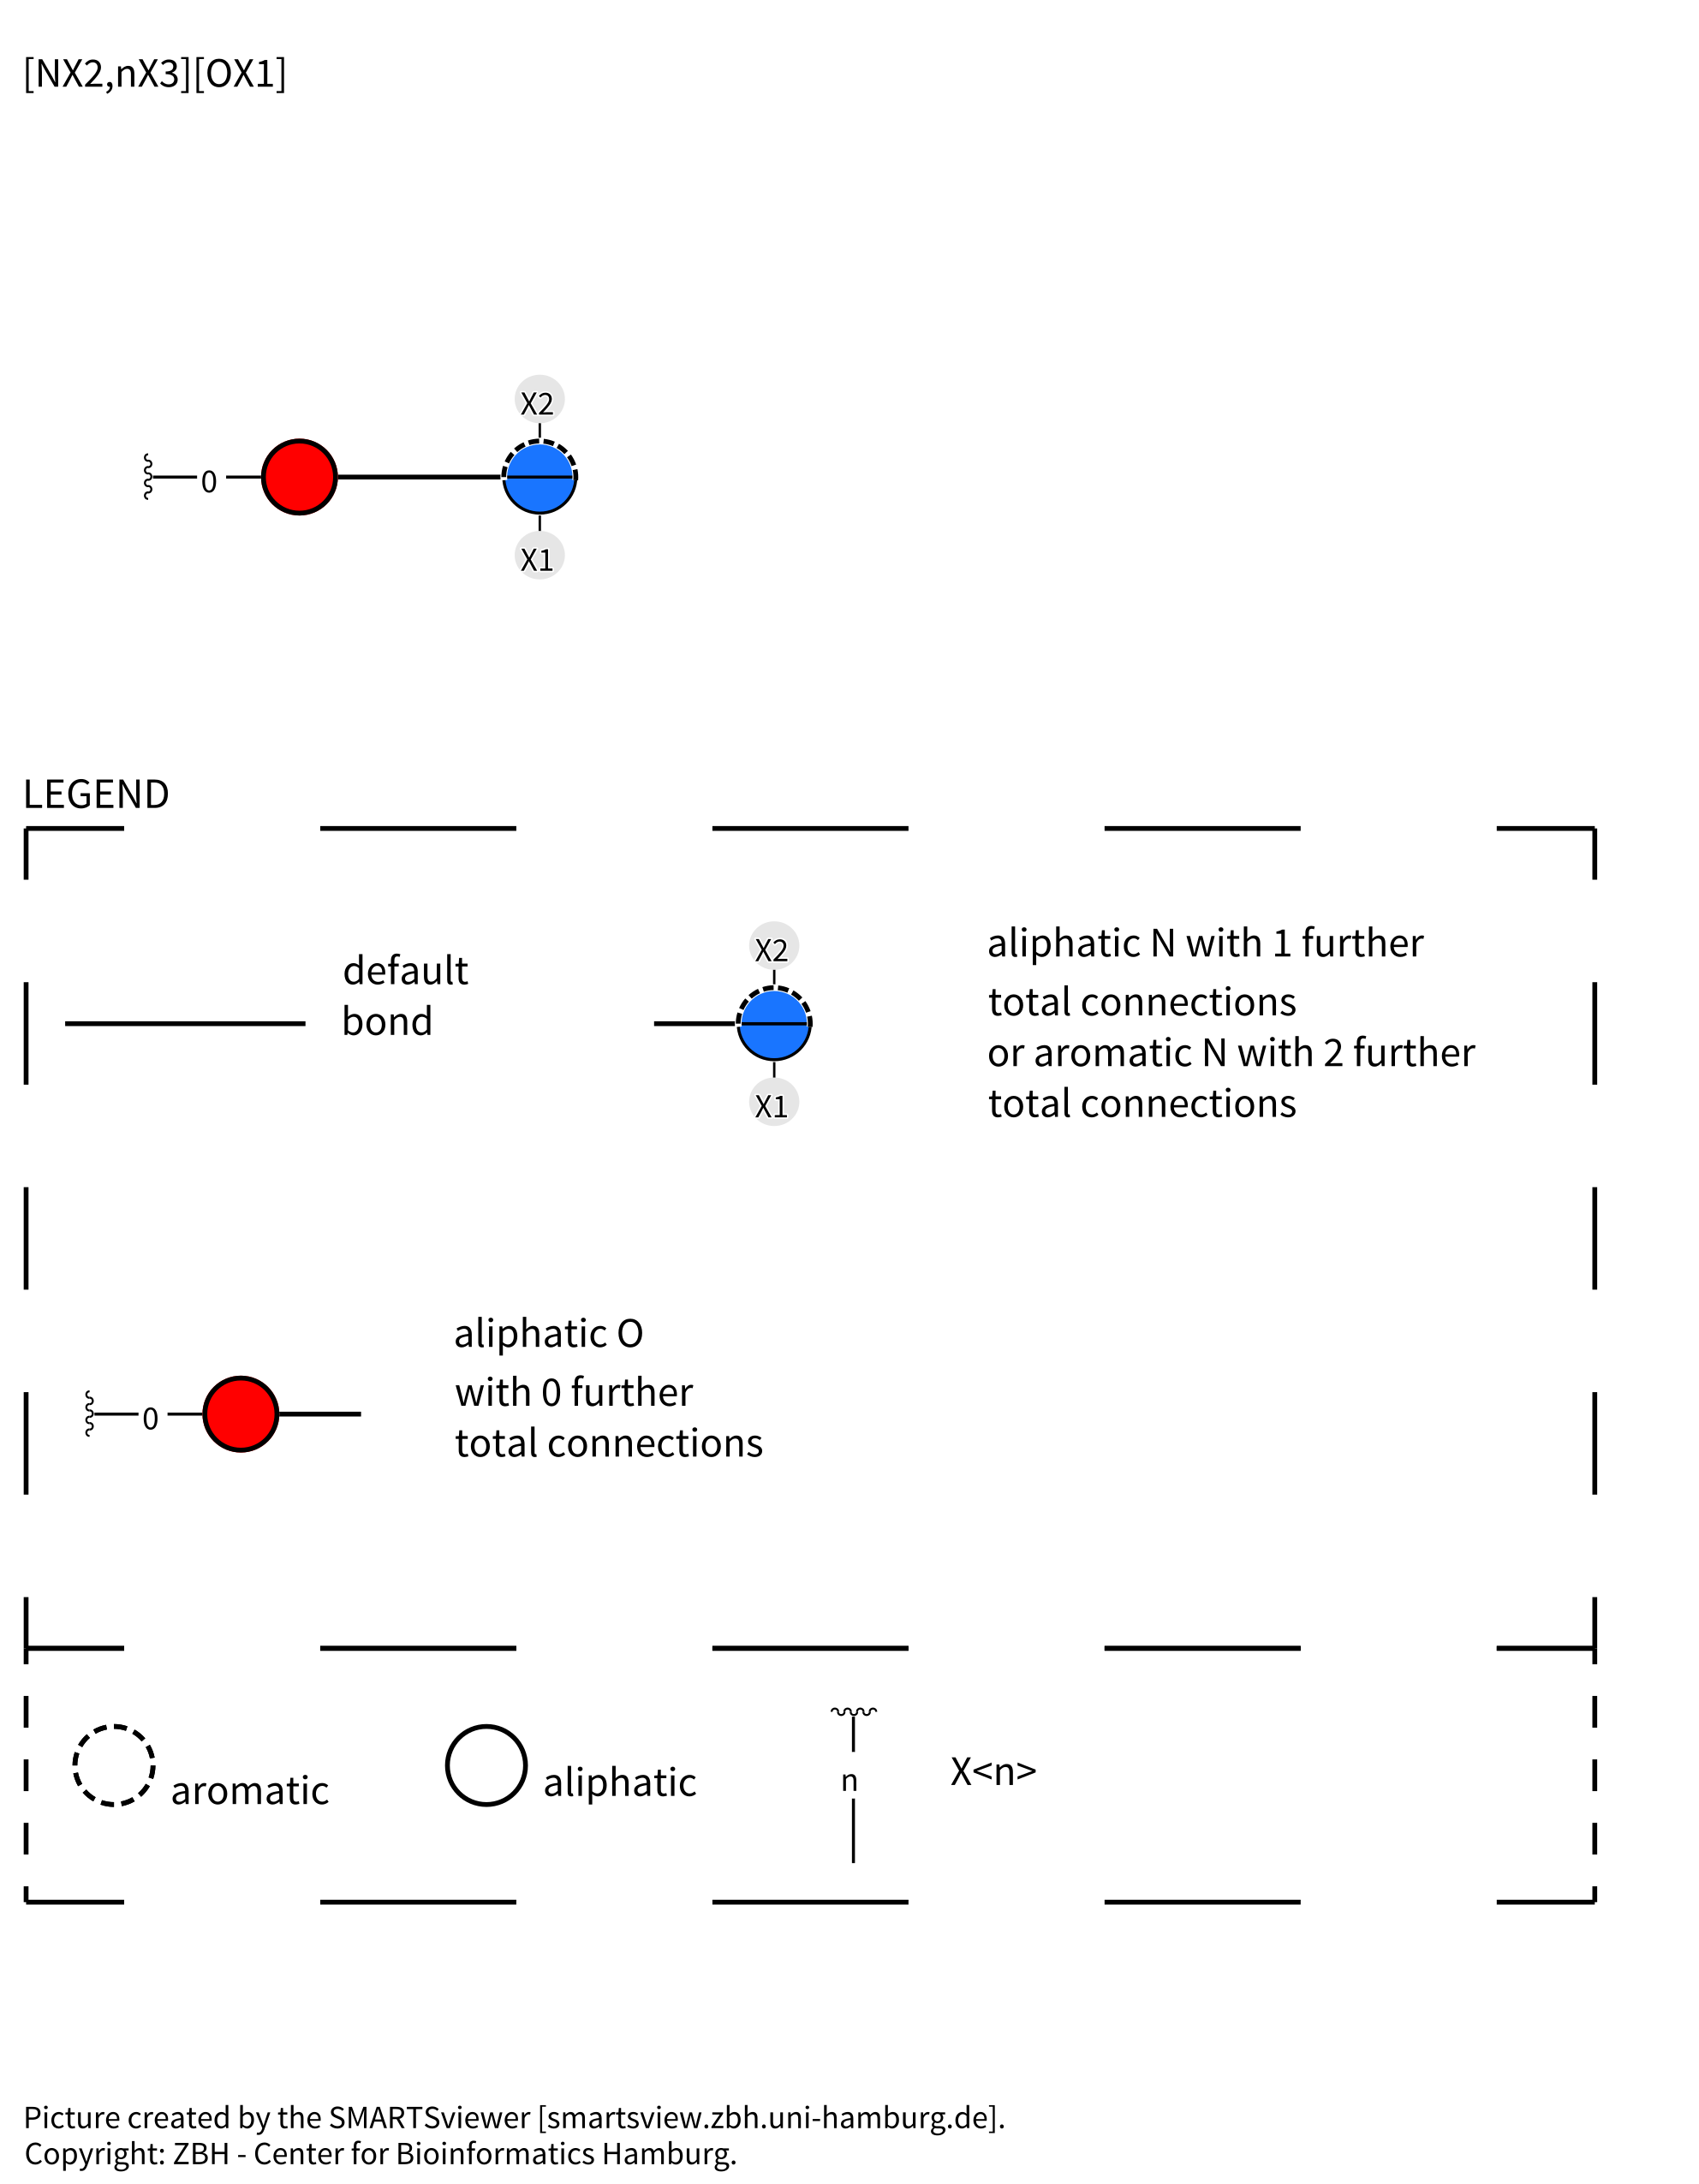 [NX2,nX3][OX1]
X2
0
X1
LEGEND
default
bond
X2
X1
aliphatic N with 1 further
total connections
or aromatic N with 2 further
total connections
0
aliphatic O
with 0 further
total connections
aromatic
aliphatic
n
X<n>
Picture created by the SMARTSviewer [smartsview.zbh.uni-hamburg.de].
Copyright: ZBH - Center for Bioinformatics Hamburg.